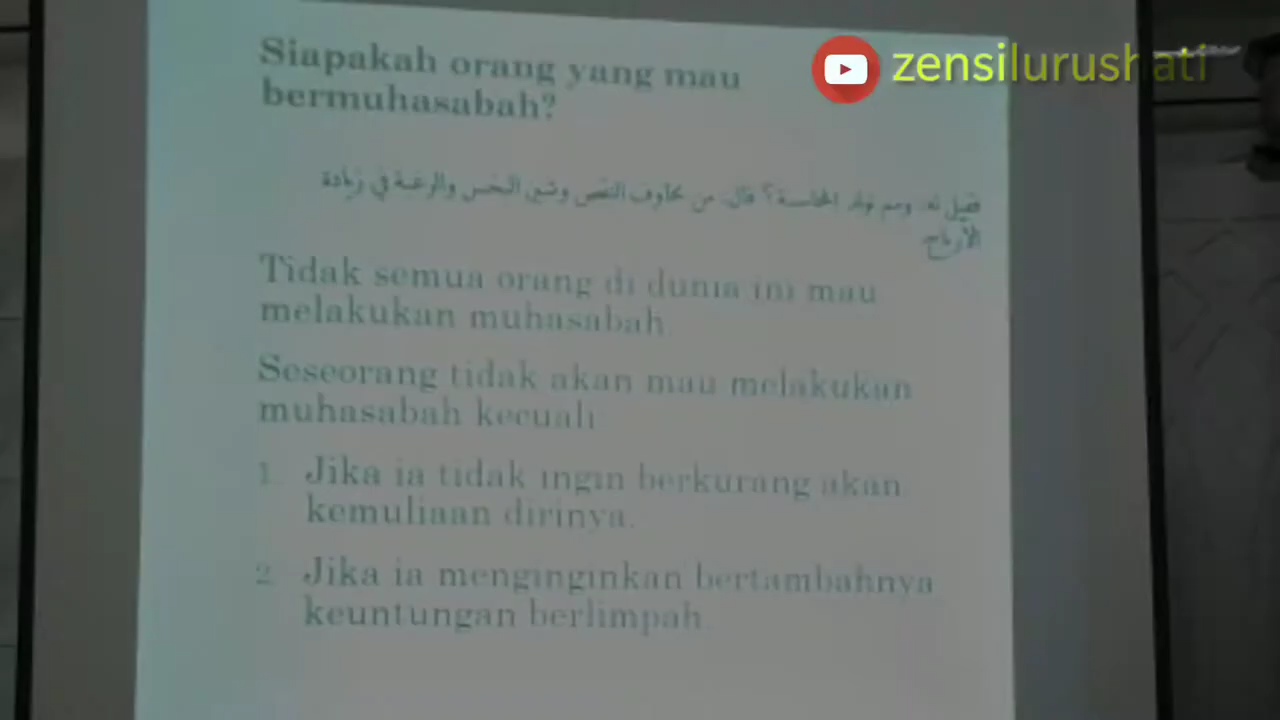 Siapakah orang yang mau
bermuhasabah?
zensilurushati
فقيل له: ومم تولد المحاسبة؟ قال: من مخاوف النقص وشين البخس والرغبة في زيادة
الأرباح
Tidak semua orang di dunia ini mau
melakukan muhasabah
Seseorang tidak akan mau melakukan
muhasabah kecuali
1. Jika ia tidak ingin berkurang akan
kemuliaan dirinya.
2. Jika ia menginginkan bertambahnya
keuntungan berlimpah